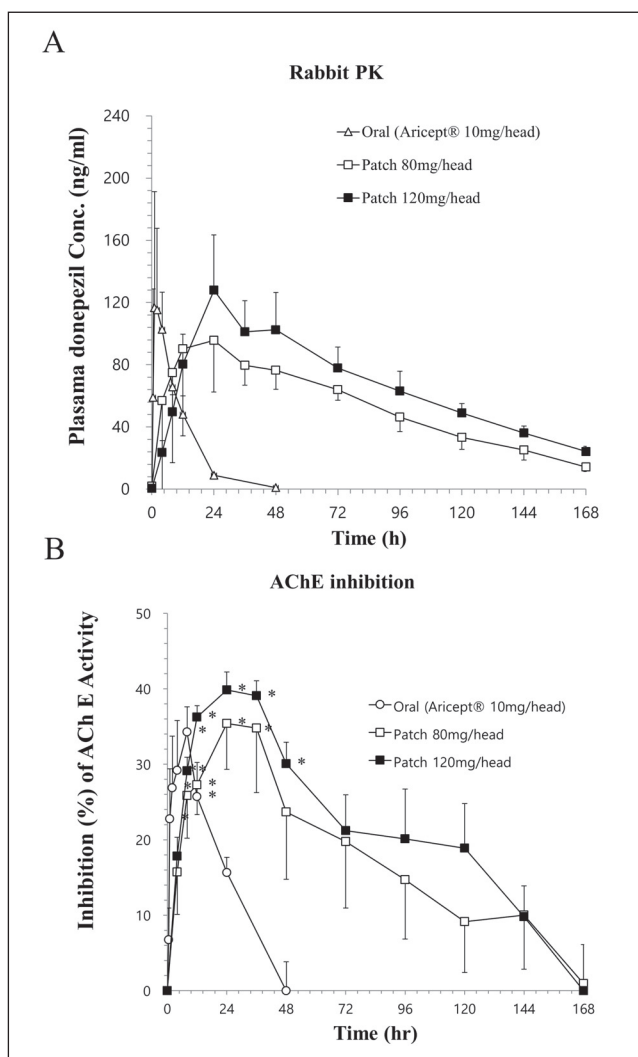 A
Rabbit PK
240
200
160
120
80
40
0
Plasama donepezil Conc. (ng/ml)
Oral (Aricept® 10mg/head)
Patch 80mg/head
Patch 120mg/head
0 24 48 72 96 120 144 168
Time (h)
B
AChE inhibition
50
40
30
20
10
0
Inhibition (%) of ACh E Activity
Oral (Aricept® 10mg/head)
Patch 80mg/head
Patch 120mg/head
* * * * * * * * * * * * *
0 24 48 72 96 120 144 168
Time (hr)